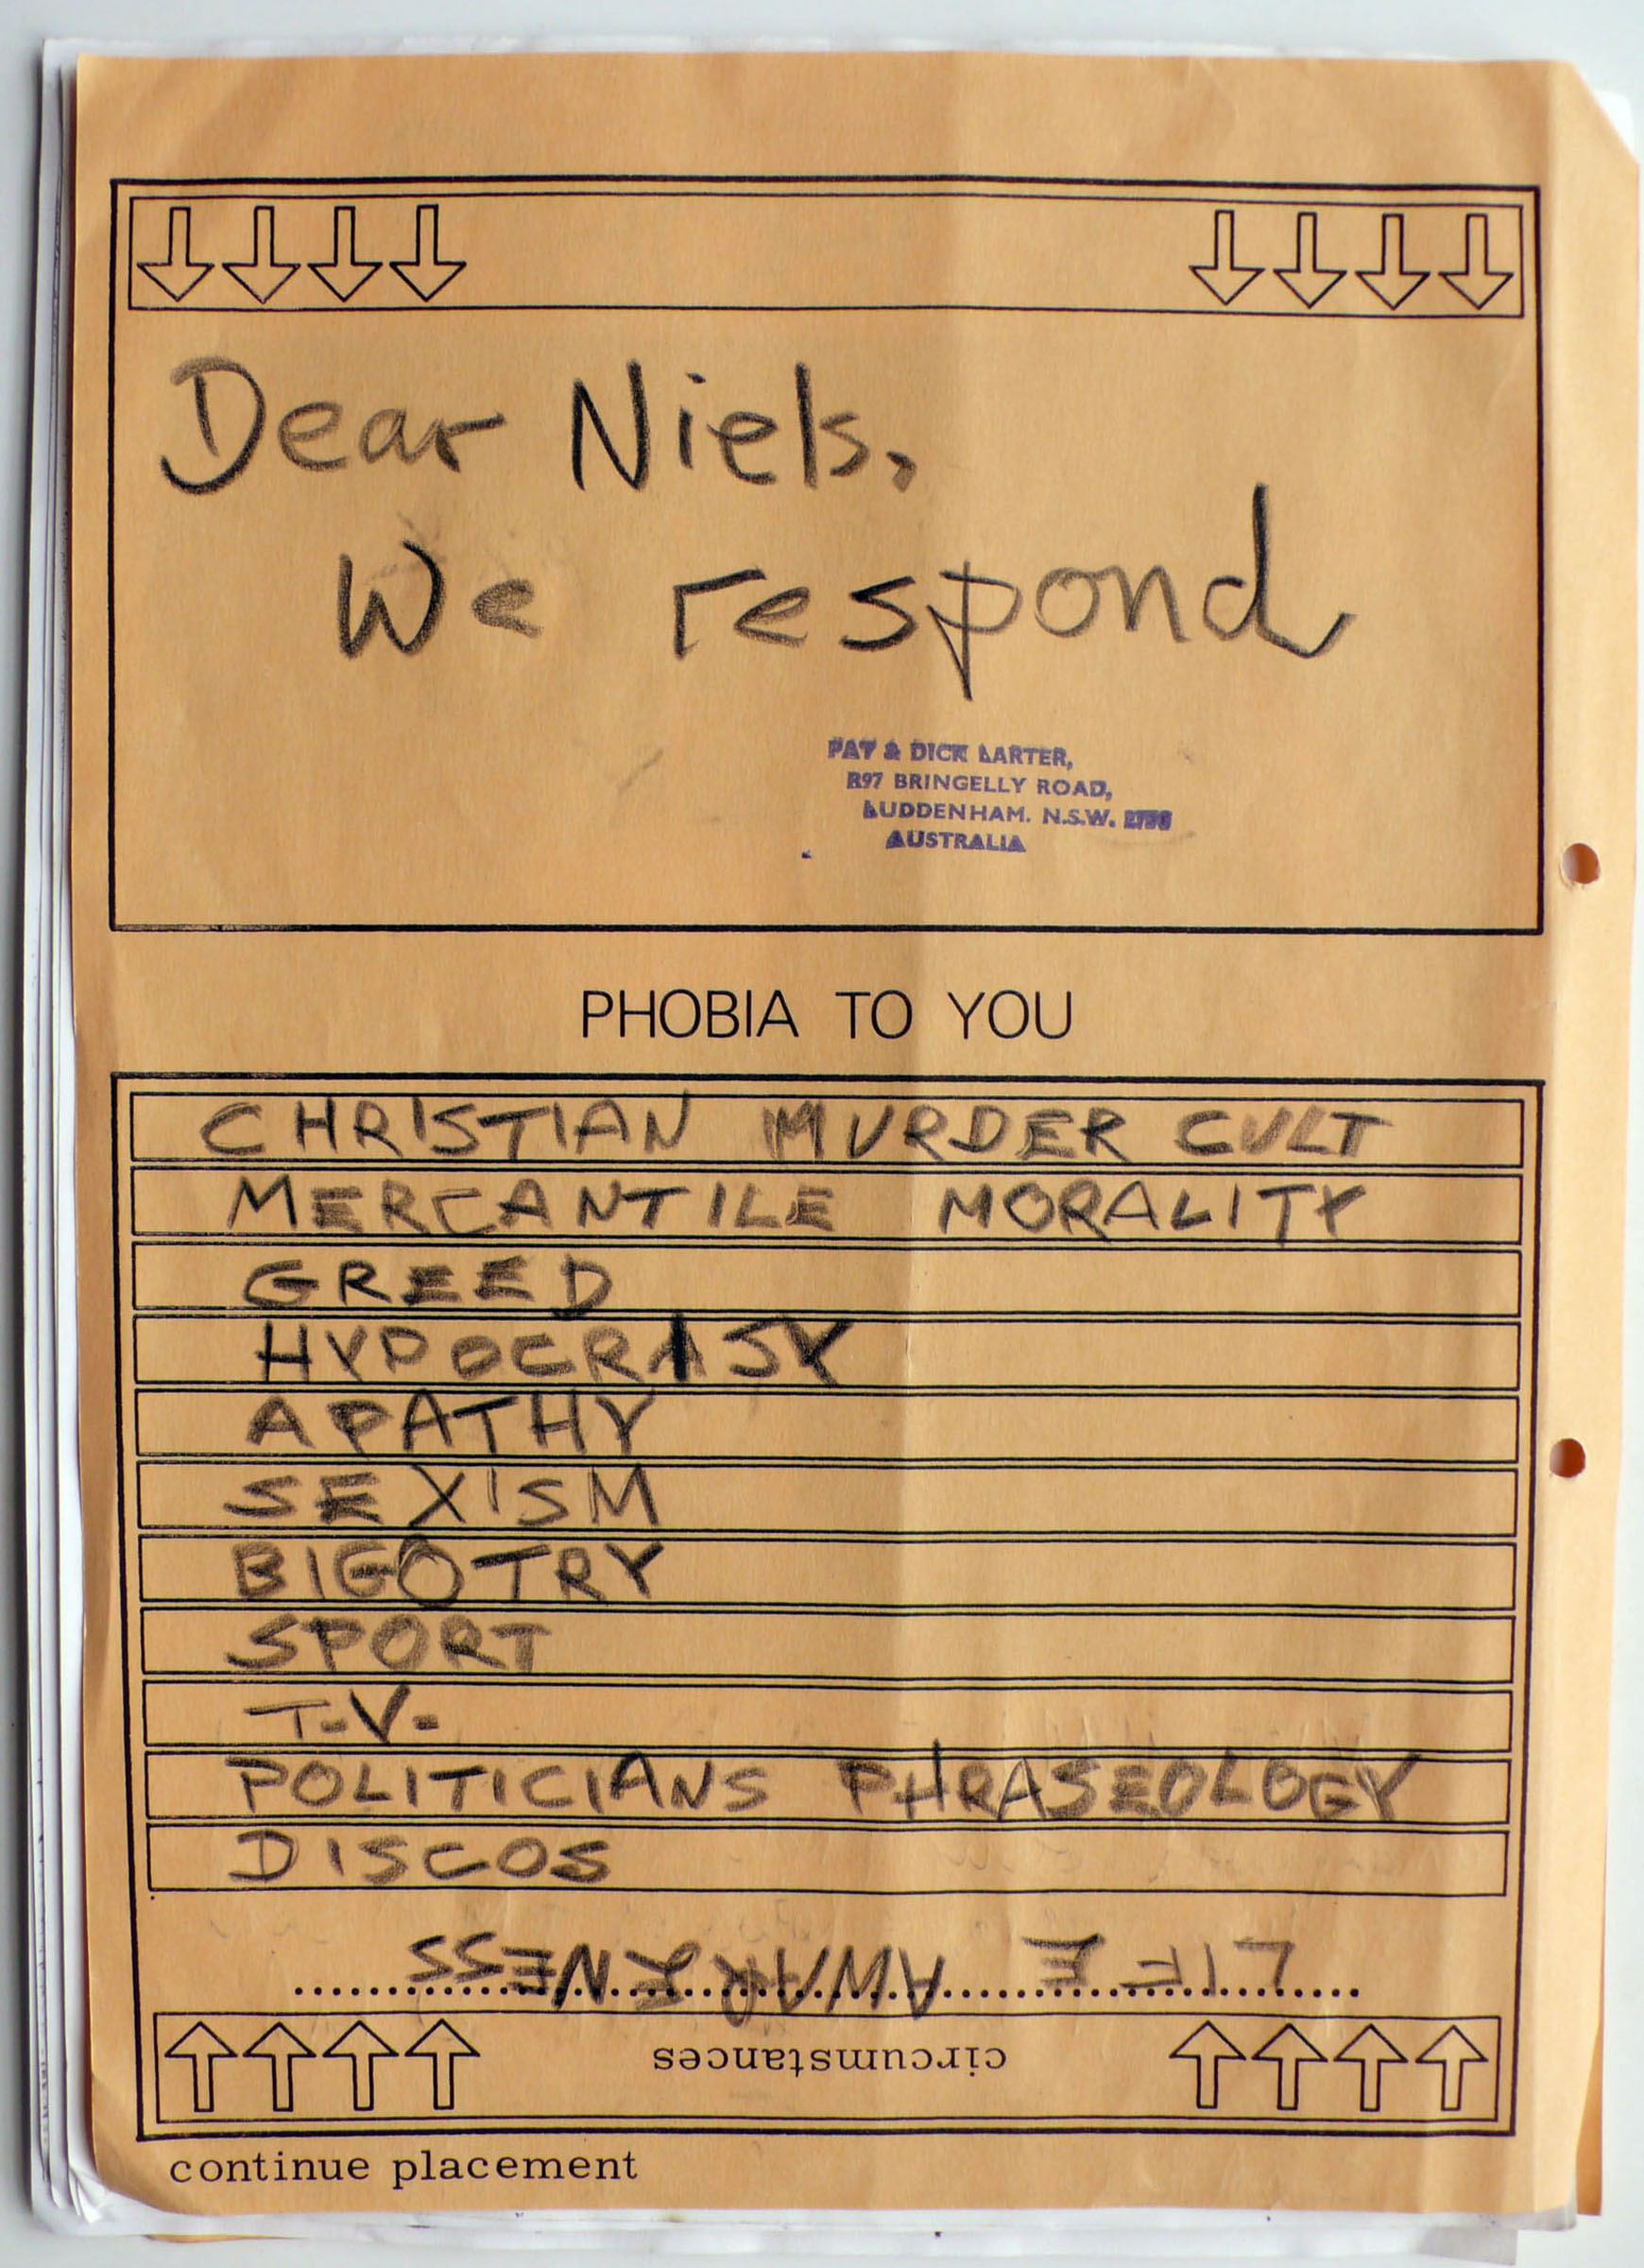 Dear Niels,
We respond
PAT & DICK LARTER,
R97 BRINGELLY ROAD,
LUDDENHAM. N.S.W.
AUSTRALIA
PHOBIA TO YOU
CHRISTIAN MURDER CULT
MERCANTILE MORALITY
GREED
HYPOCRISY
APATHY
SEXISM
BIGOTRY
SPORT
T.V.
POLITICIANS PHRASEOLOGY
DISCOS
LIFE AWARENESS
circumstances
continue placement